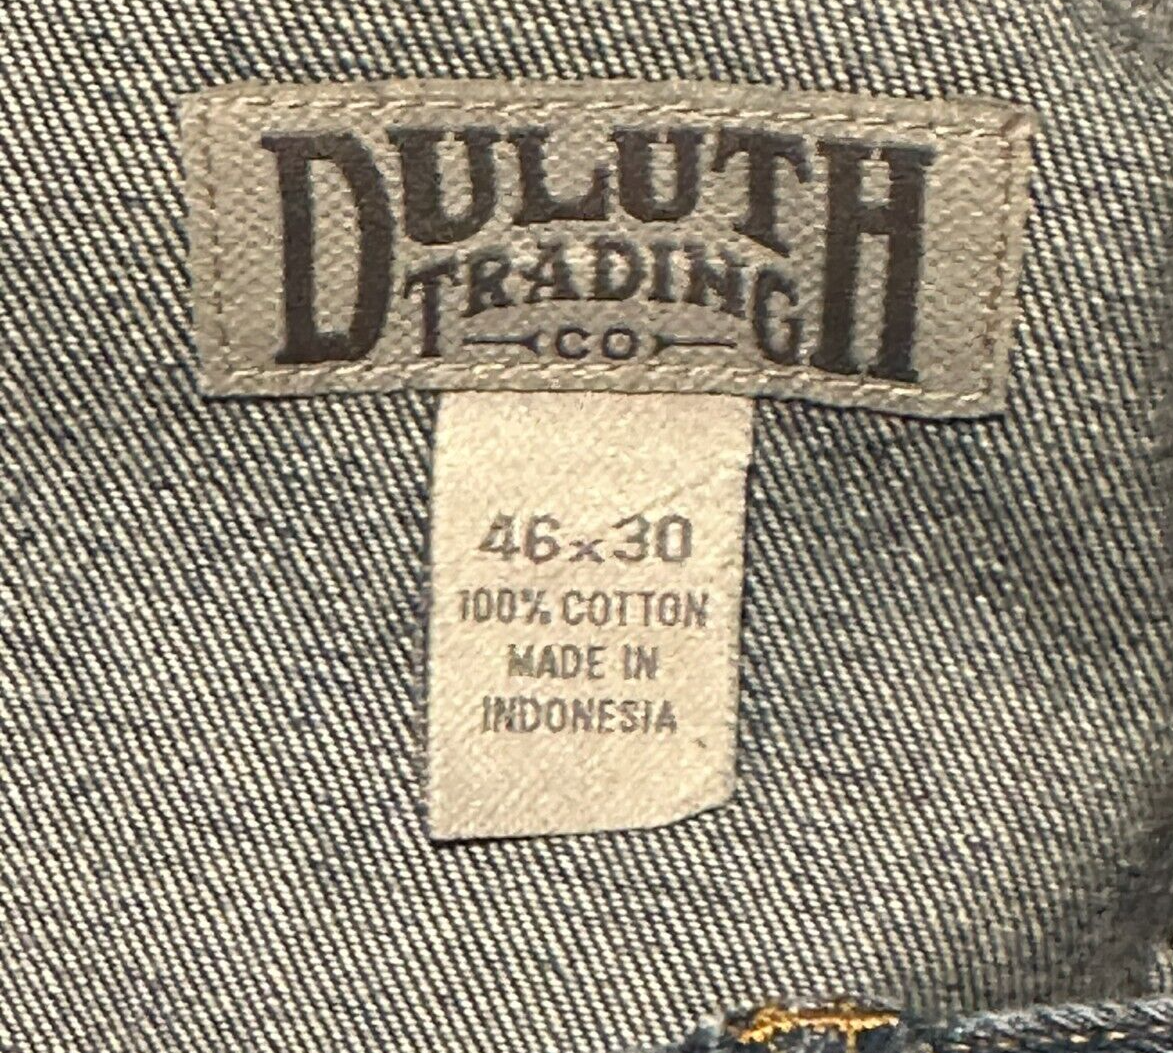 DULUTH
TRADING
CO
46x30
100% COTTON
MADE IN
INDONESIA